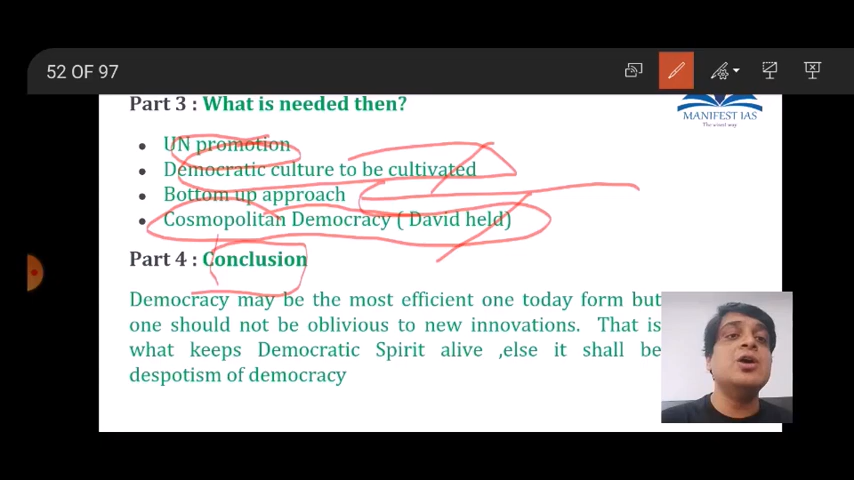 52 OF 97
Part 3 : What is needed then?
MANIFEST IAS
The smart way
• UN promotion
• Democratic culture to be cultivated
• Bottom up approach
• Cosmopolitan Democracy ( David held)
Part 4 : Conclusion
Democracy may be the most efficient one today form but
one should not be oblivious to new innovations. That is
what keeps Democratic Spirit alive ,else it shall be
despotism of democracy